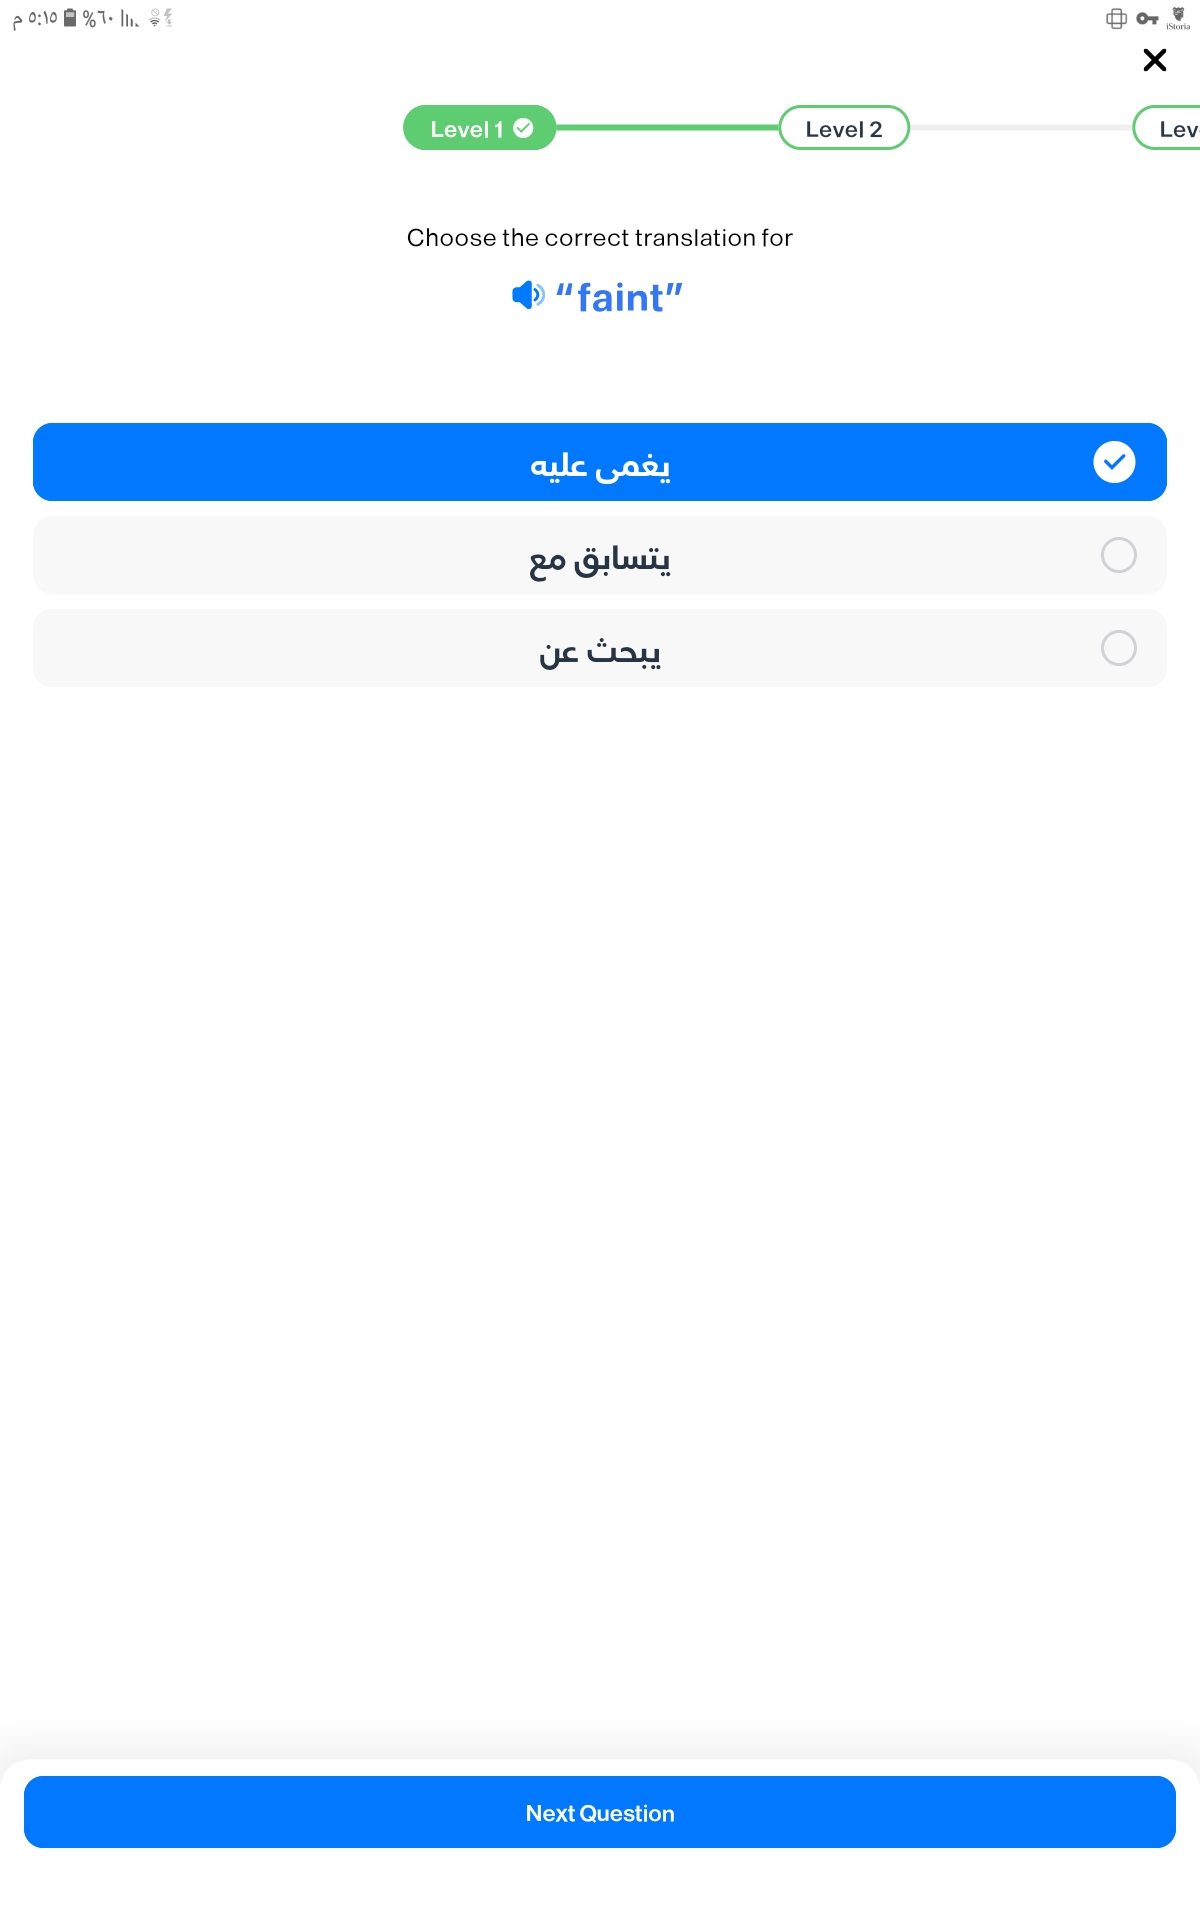 م ٥:١٥ %٦٠
iStoria
Level 1
Level 2
Lev
Choose the correct translation for
“faint”
يغمى عليه
يتسابق مع
يبحث عن
Next Question